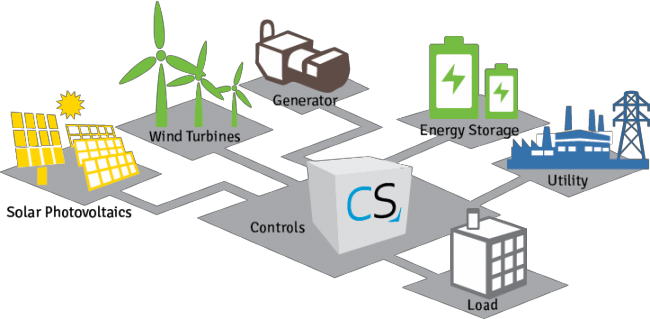 Generator
Wind Turbines
Energy Storage
Utility
Solar Photovoltaics
Controls
CS
Load